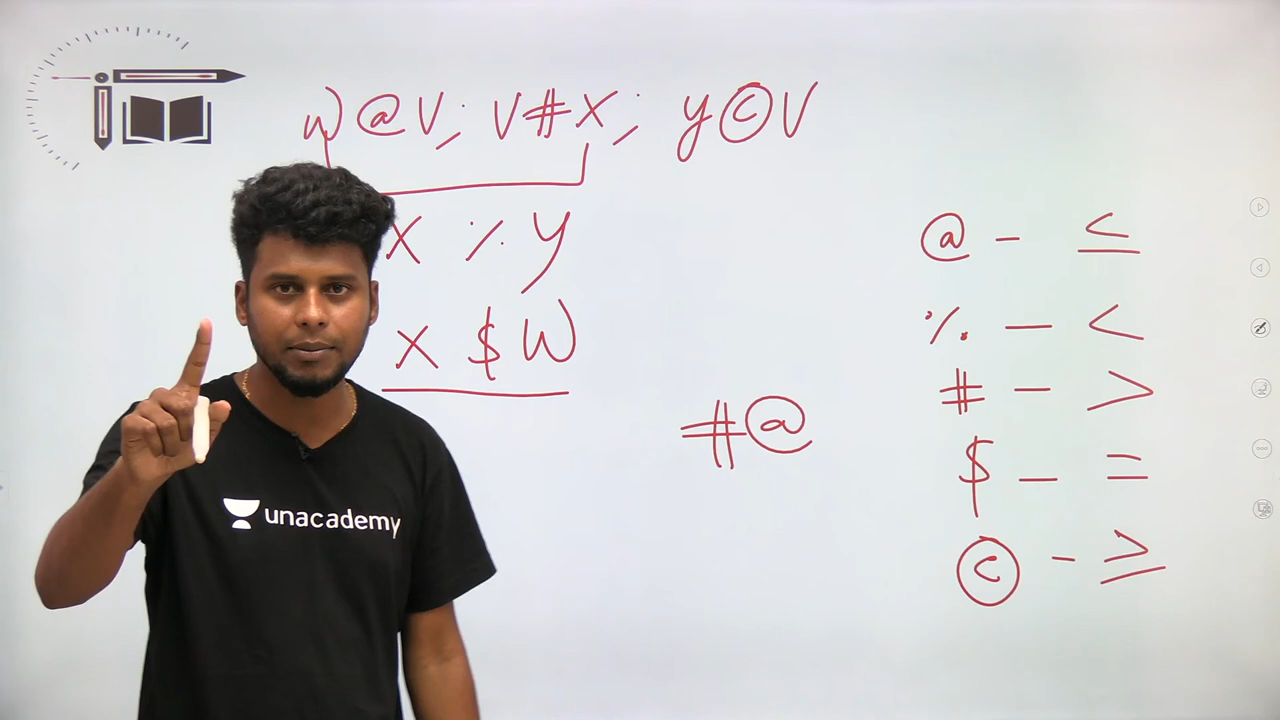 W @ V; V # X; y © V
X % Y
X $ W
# @
@ - ≤
% - <
# - >
$ - =
© - ≥
unacademy